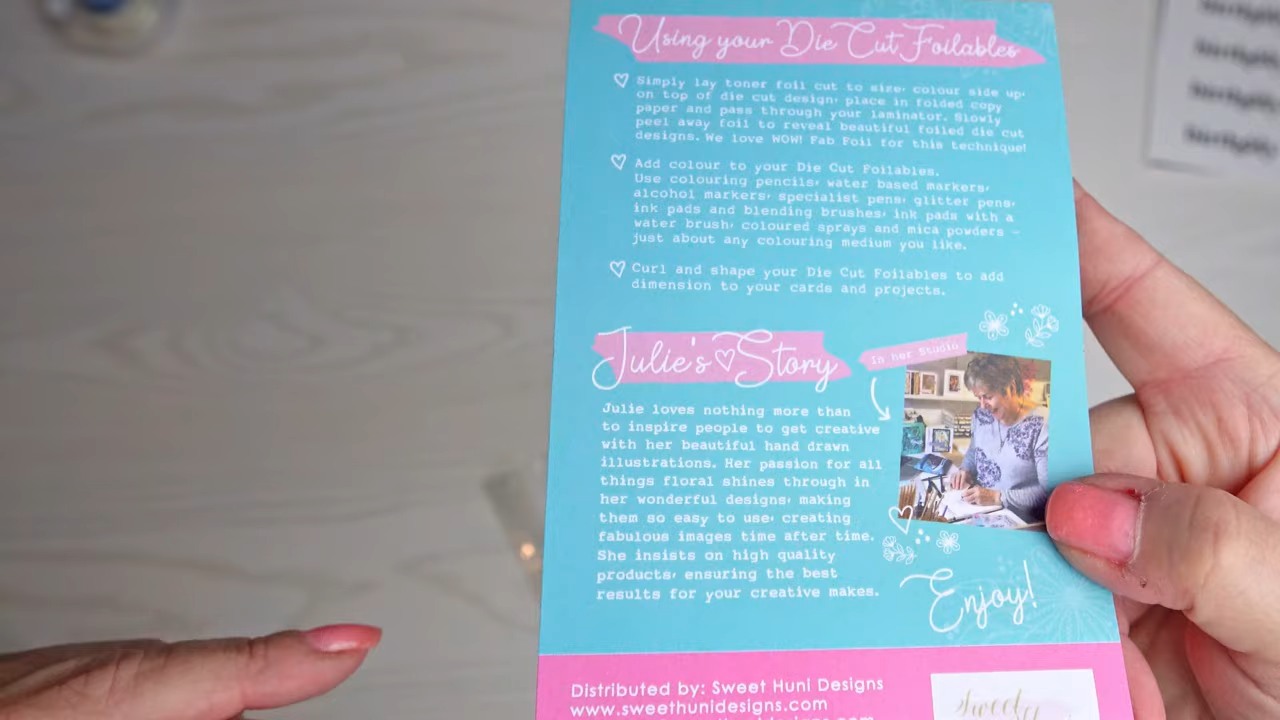 Using your Die Cut Foilables
Simply lay toner foil cut to size, colour side up,
on top of die cut design, place in folded copy
paper and pass through your laminator. Slowly
peel away foil to reveal beautiful foiled die cut
designs. We love WOW! Fab Foil for this technique!
Add colour to your Die Cut Foilables.
Use colouring pencils, water based markers,
alcohol markers, specialist pens, glitter pens,
ink pads and blending brushes, ink pads with a
water brush, coloured sprays and mica powders -
just about any colouring medium you like.
Curl and shape your Die Cut Foilables to add
dimension to your cards and projects.
Julie's Story
In her Studio
Julie loves nothing more than
to inspire people to get creative
with her beautiful hand drawn
illustrations. Her passion for all
things floral shines through in
her wonderful designs, making
them so easy to use, creating
fabulous images time after time.
She insists on high quality
products, ensuring the best
results for your creative makes.
Enjoy!
Distributed by: Sweet Huni Designs
www.sweethunidesigns.com
Sweet